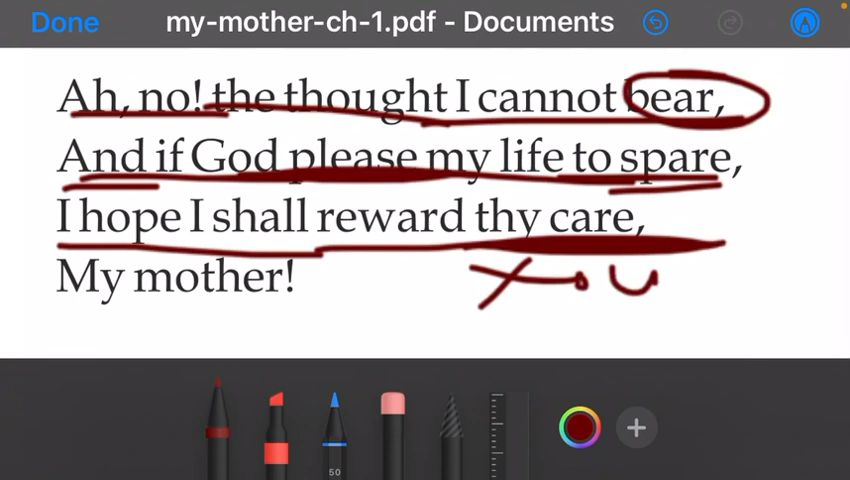 Done my-mother-ch-1.pdf - Documents
Ah, no! the thought I cannot bear,
And if God please my life to spare,
I hope I shall reward thy care,
My mother!
You
50